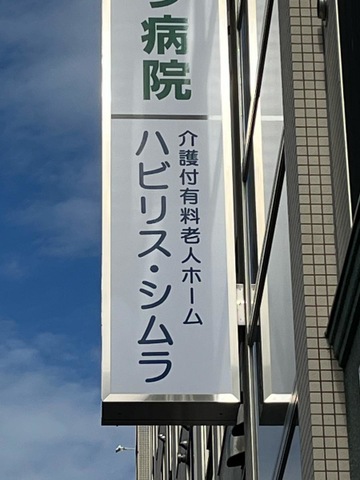 病院
介護付有料老人ホーム
ハビリス・シムラ